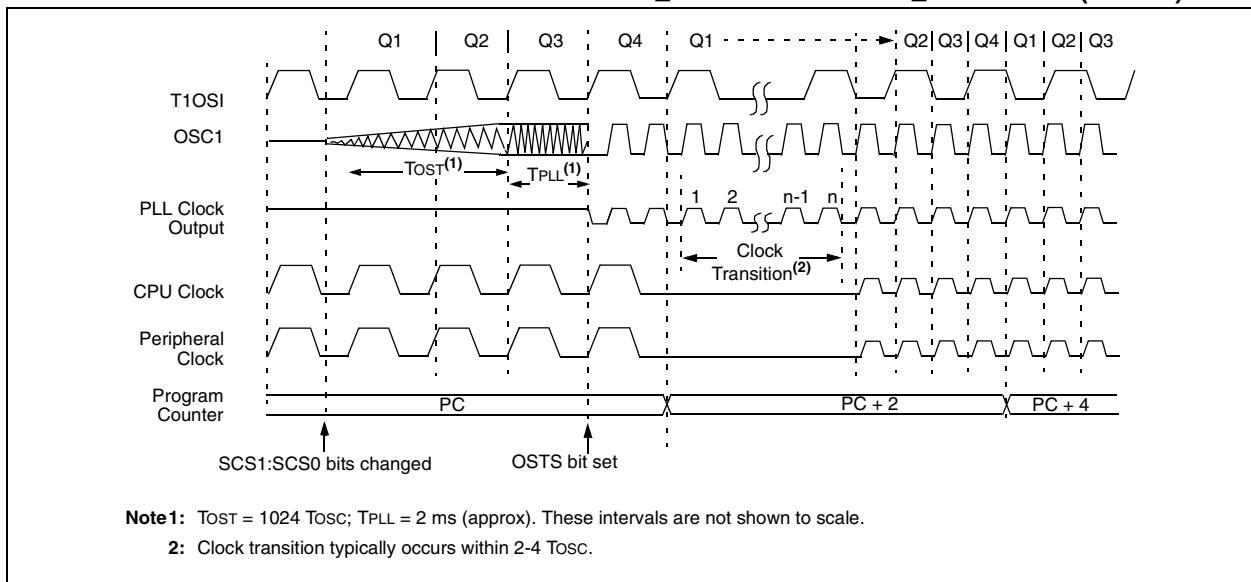 Q1 Q2 Q3 Q4 Q1 Q2 Q3 Q4 Q1 Q2 Q3
T1OSI
OSC1
TOST(1)
TPLL(1)
PLL Clock
Output
1 2 n-1 n
Clock
Transition(2)
CPU Clock
Peripheral
Clock
Program
Counter
PC PC + 2 PC + 4
SCS1:SCS0 bits changed OSTS bit set
Note1: TOST = 1024 TOSC; TPLL = 2 ms (approx). These intervals are not shown to scale.
2: Clock transition typically occurs within 2-4 TOSC.